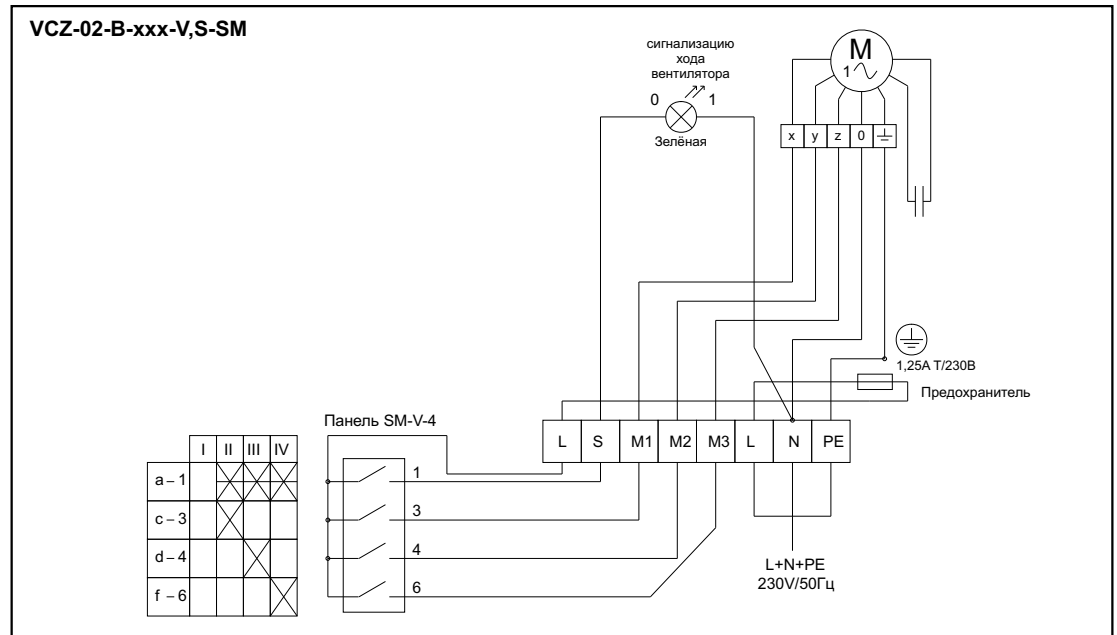 VCZ-02-B-xxx-V,S-SM
сигнализацию
хода
вентилятора
0 1
Зелёная
M
1
x y z 0
1,25A T/230В
Предохранитель
Панель SM-V-4
L S M1 M2 M3 L N PE
I II III IV
a – 1
c – 3
d – 4
f – 6
1
3
4
6
L+N+PE
230V/50Гц